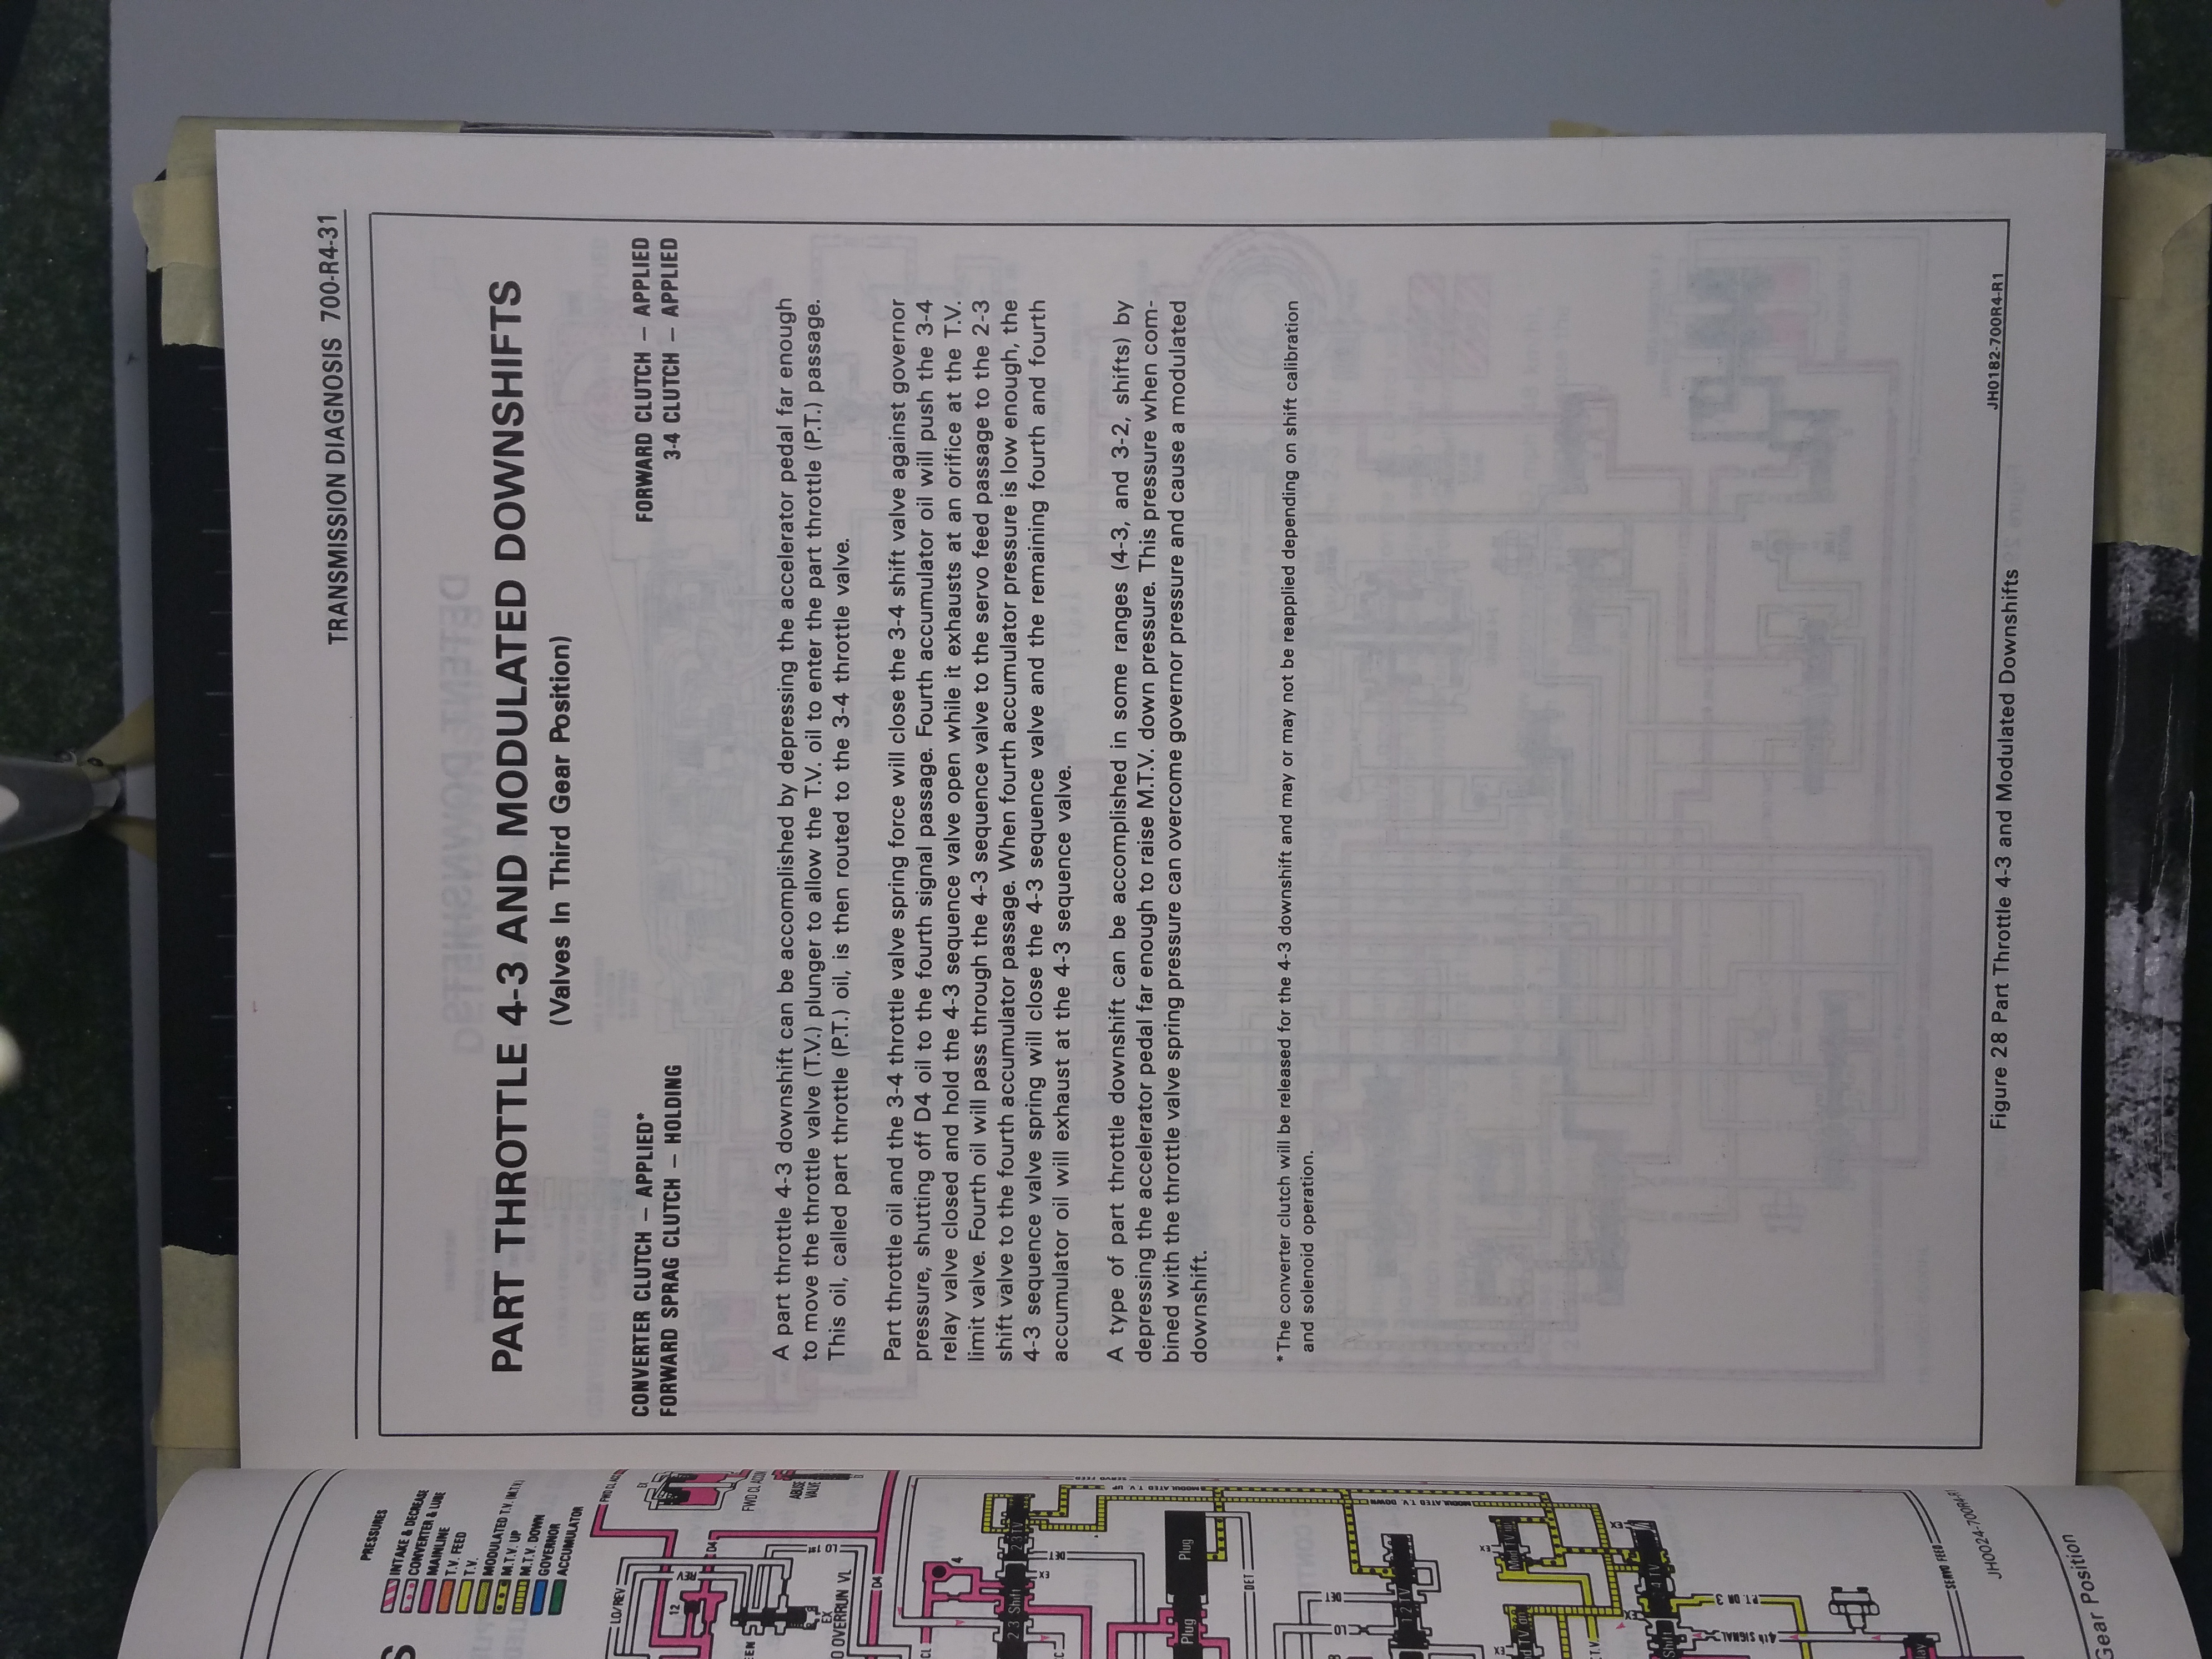 TRANSMISSION DIAGNOSIS 700-R4-31
PART THROTTLE 4-3 AND MODULATED DOWNSHIFTS
(Valves In Third Gear Position)
CONVERTER CLUTCH – APPLIED*
FORWARD SPRAG CLUTCH – HOLDING
FORWARD CLUTCH – APPLIED
3-4 CLUTCH – APPLIED
A part throttle 4-3 downshift can be accomplished by depressing the accelerator pedal far enough
to move the throttle valve (T.V.) plunger to allow the T.V. oil to enter the part throttle (P.T.) passage.
This oil, called part throttle (P.T.) oil, is then routed to the 3-4 throttle valve.
Part throttle oil and the 3-4 throttle valve spring force will close the 3-4 shift valve against governor
pressure, shutting off D4 oil to the fourth signal passage. Fourth accumulator oil will push the 3-4
relay valve closed and hold the 4-3 sequence valve open while it exhausts at an orifice at the T.V.
limit valve. Fourth oil will pass through the 4-3 sequence valve to the servo feed passage to the 2-3
shift valve to the fourth accumulator passage. When fourth accumulator pressure is low enough, the
4-3 sequence valve spring will close the 4-3 sequence valve and the remaining fourth and fourth
accumulator oil will exhaust at the 4-3 sequence valve.
A type of part throttle downshift can be accomplished in some ranges (4-3, and 3-2, shifts) by
depressing the accelerator pedal far enough to raise M.T.V. down pressure. This pressure when com-
bined with the throttle valve spring pressure can overcome governor pressure and cause a modulated
downshift.
*The converter clutch will be released for the 4-3 downshift and may or may not be reapplied depending on shift calibration
and solenoid operation.
JH0182-700R4-R1
Figure 28 Part Throttle 4-3 and Modulated Downshifts
S
PRESSURES
INTAKE & DECREASE
CONVERTER & LUBE
MAINLINE
T.V. FEED
T.V.
MODULATED T.V. (M.T.V.)
M.T.V. UP
M.T.V. DOWN
GOVERNOR
ACCUMULATOR
LO/REV
REV
D4
LO 1st
12
EX
FWD CL ACCUM
ABUSE
VALVE
O OVERRUN VL
D4
4
2 3 Shift
2 3 TV
EX
DET
SERVO FEED
MODULATED T.V. UP
MODULATED T.V. DOWN
Plug
Plug
DET
DET
LO
1 2 TV
EX
EX
EX
P.T. OR 3
4th SIGNAL
SERVO FEED
JH0024-700R4-R1
Gear Position